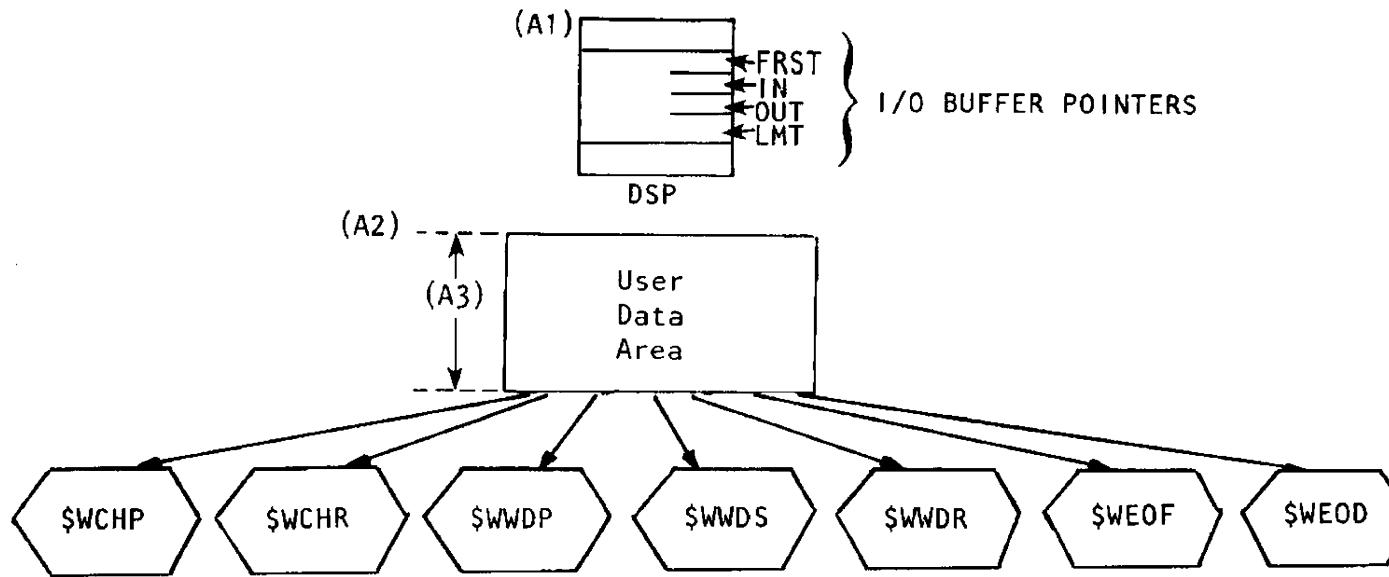 (A1)
FRST
IN
OUT
LMT
I/O BUFFER POINTERS
DSP
(A2)
(A3)
User
Data
Area
$WCHP $WCHR $WWDP $WWDS $WWDR $WEOF $WEOD